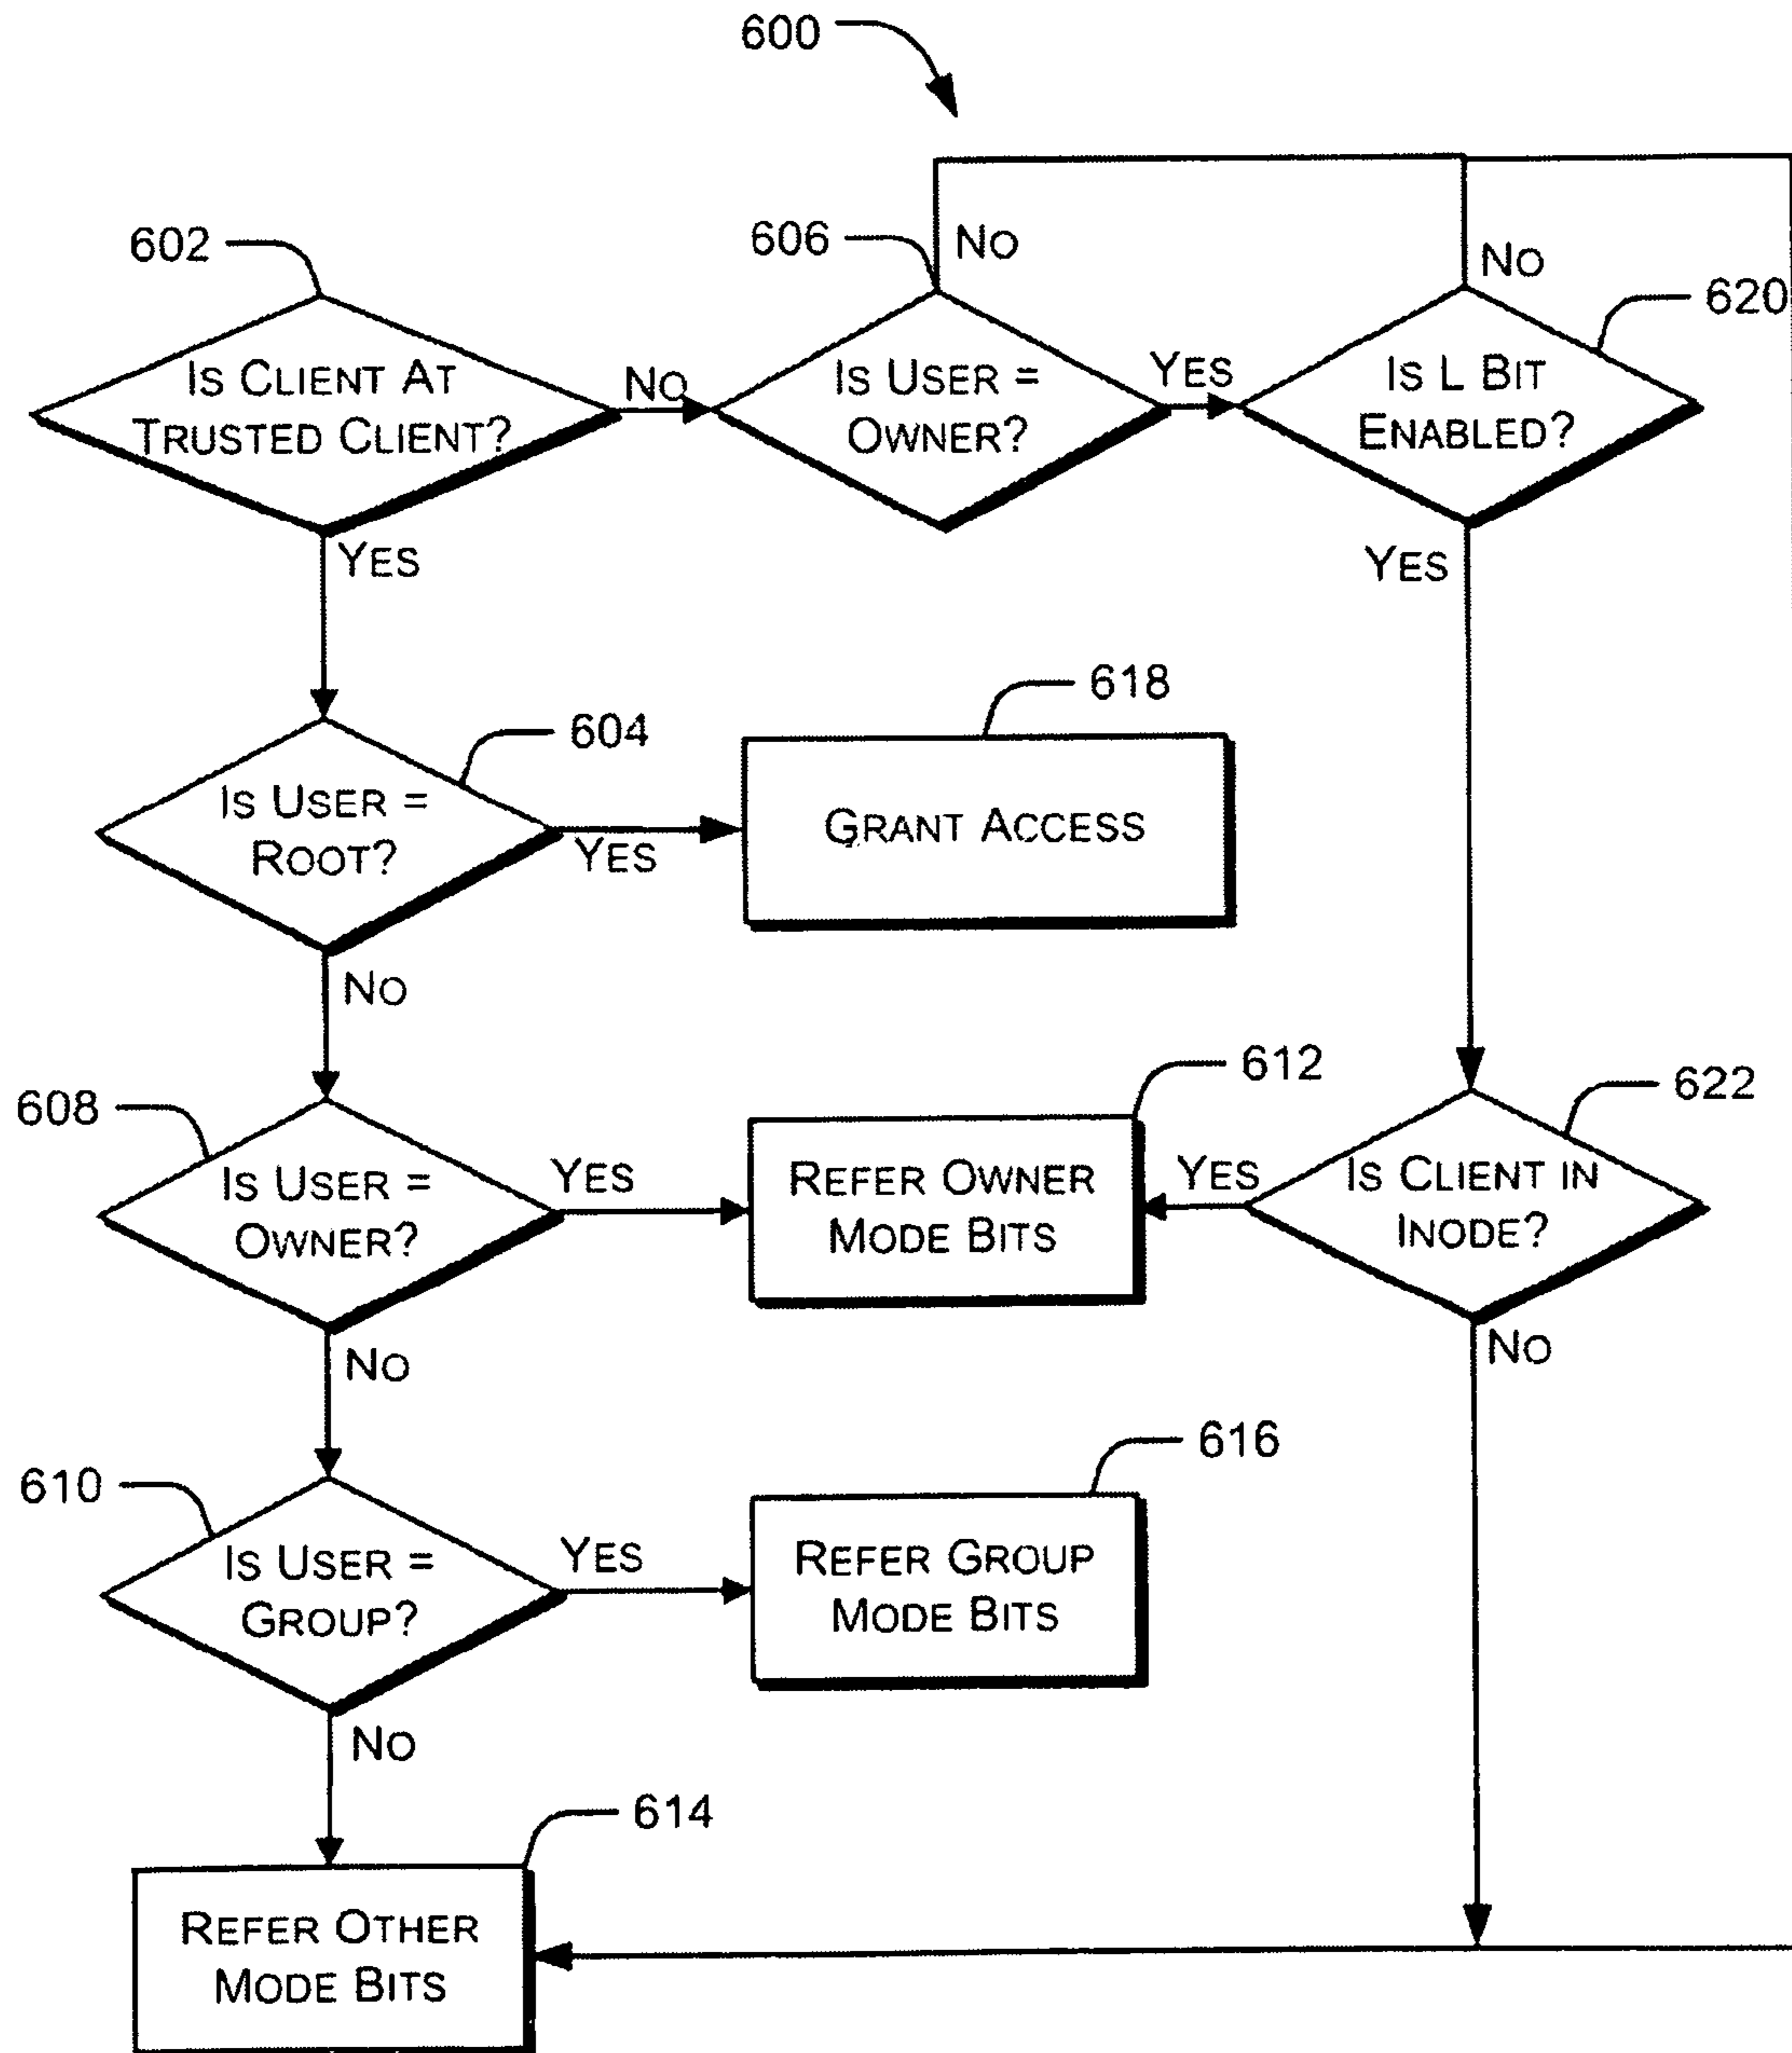 600
602
606
No
No
620
Is Client At
Trusted Client?
No
Is User =
Owner?
Yes
Is L Bit
Enabled?
Yes
Yes
604
618
Is User =
Root?
Yes
Grant Access
No
608
612
622
Is User =
Owner?
Yes
Refer Owner
Mode Bits
Yes
Is Client in
Inode?
No
No
610
616
Is User =
Group?
Yes
Refer Group
Mode Bits
No
614
Refer Other
Mode Bits